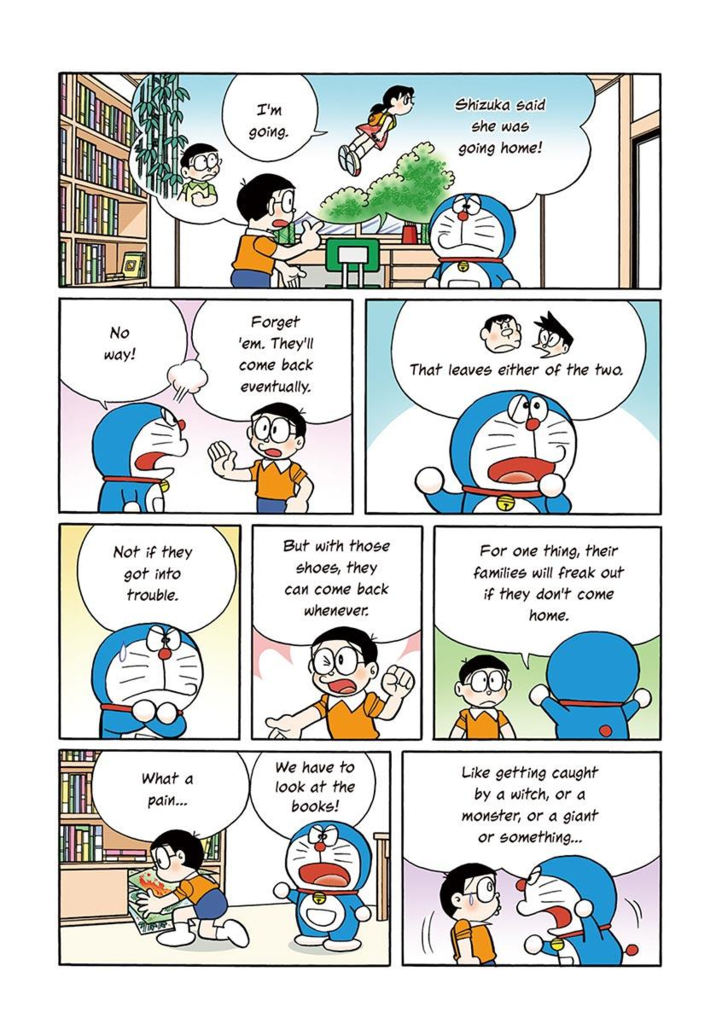 Shizuka said
she was
going home!
I'm
going.
That leaves either of the two.
Forget
'em. They'll
come back
eventually.
No
way!
For one thing, their
families will freak out
if they don't come
home.
But with those
shoes, they
can come back
whenever.
Not if they
got into
trouble.
Like getting caught
by a witch, or a
monster, or a giant
or something...
We have to
look at the
books!
What a
pain...